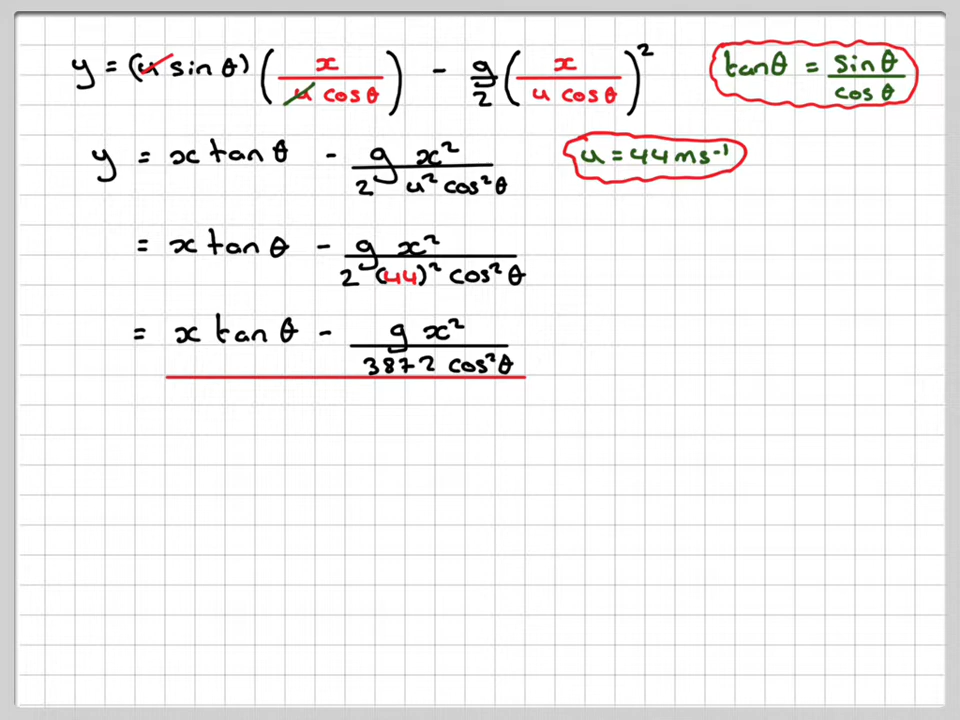 y = (u sin θ) (x / u cos θ) - g/2 (x / u cos θ)² tan θ = sin θ / cos θ
y = x tan θ - g x² / 2 u² cos² θ u = 44 ms⁻¹
= x tan θ - g x² / 2 (44)² cos² θ
= x tan θ - g x² / 3872 cos² θ